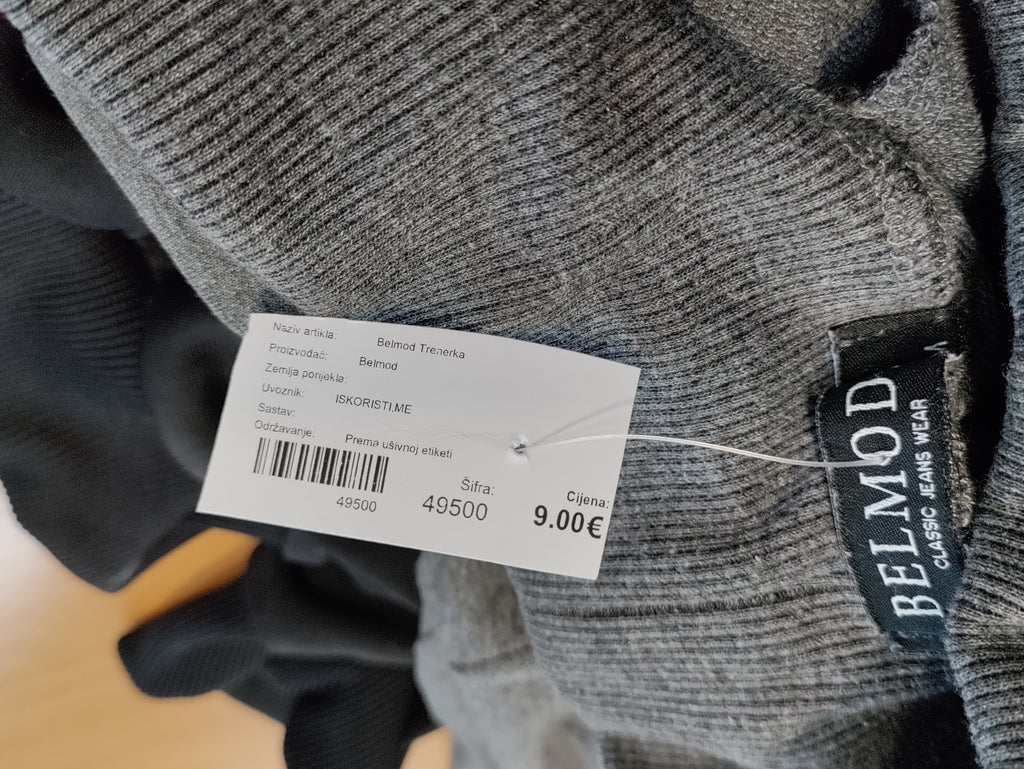 Naziv artikla: Belmod Trenerka
Proizvođač: Belmod
Zemlja porijekla:
Uvoznik: ISKORISTI.ME
Sastav:
Održavanje: Prema ušivnoj etiketi
49500
Šifra:
49500
Cijena:
9.00€
BELMOD
CLASSIC JEANS WEAR